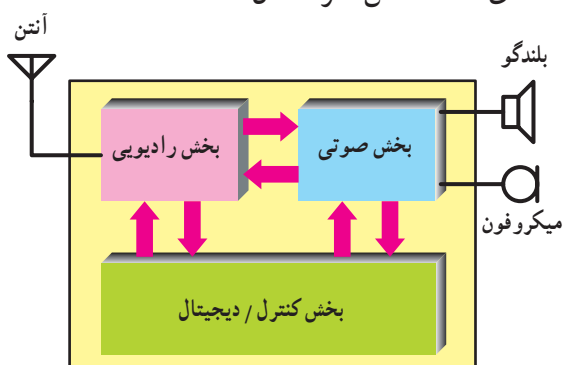 آنتن
بلندگو
بخش رادیویی
بخش صوتی
میکروفون
بخش کنترل / دیجیتال